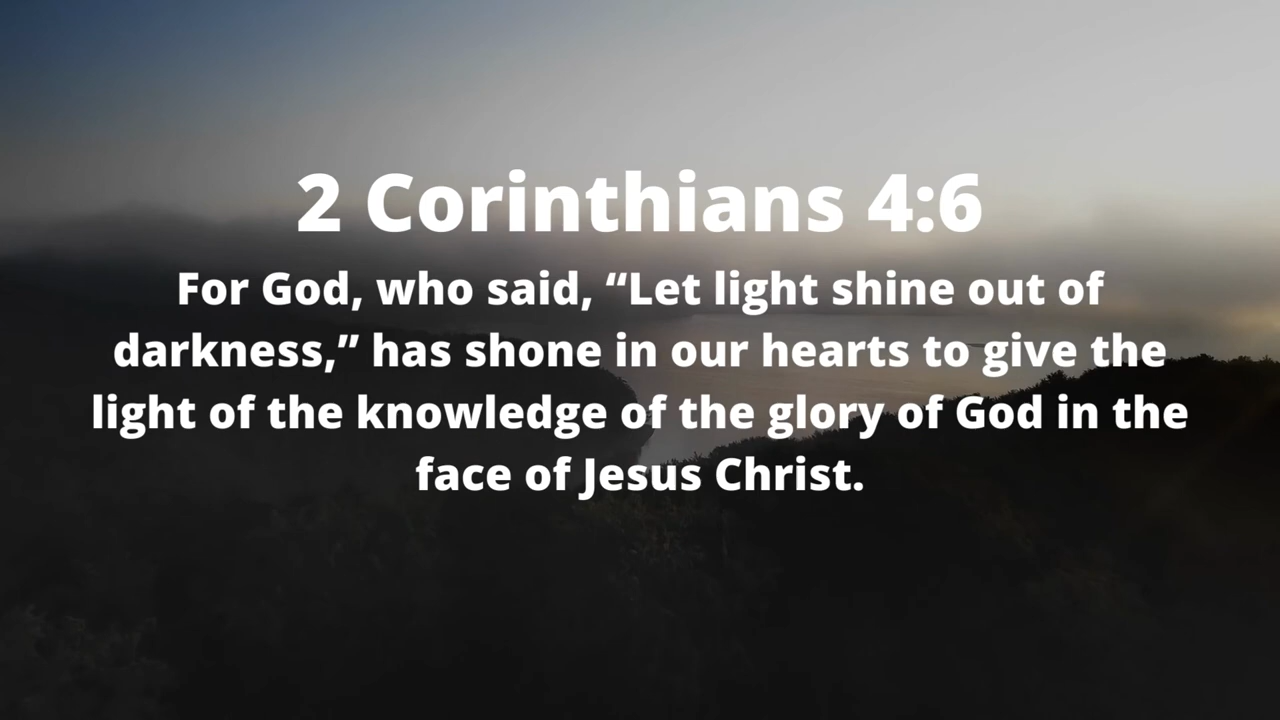 2 Corinthians 4:6
For God, who said, “Let light shine out of
darkness,” has shone in our hearts to give the
light of the knowledge of the glory of God in the
face of Jesus Christ.